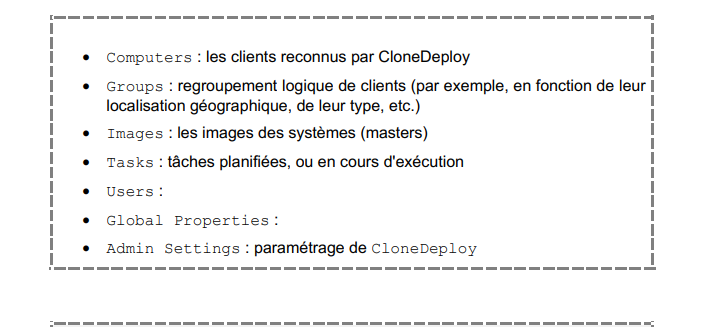 • Computers : les clients reconnus par CloneDeploy
• Groups : regroupement logique de clients (par exemple, en fonction de leur
localisation géographique, de leur type, etc.)
• Images : les images des systèmes (masters)
• Tasks : tâches planifiées, ou en cours d'exécution
• Users :
• Global Properties :
• Admin Settings : paramétrage de CloneDeploy